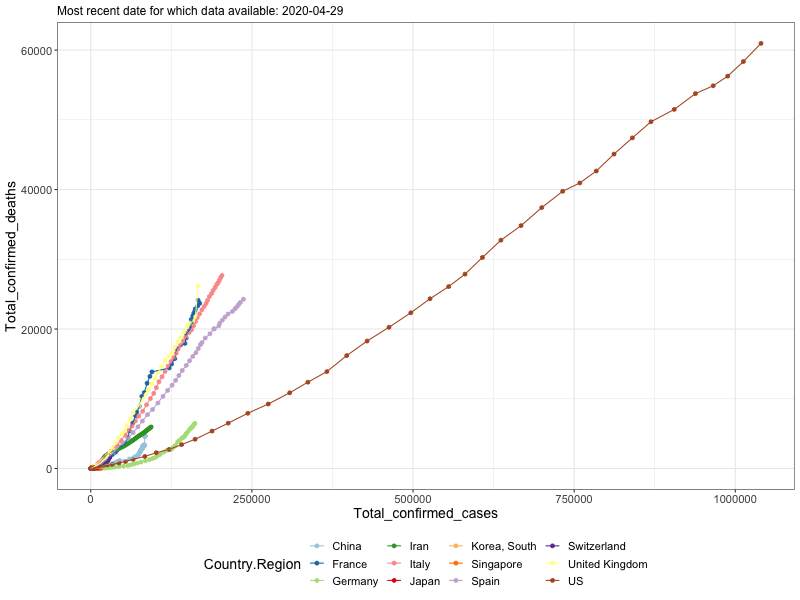 Most recent date for which data available: 2020-04-29
Total_confirmed_deaths
60000
40000
20000
0
0 250000 500000 750000 1000000
Total_confirmed_cases
Country.Region
China Iran Korea, South Switzerland
France Italy Singapore United Kingdom
Germany Japan Spain US